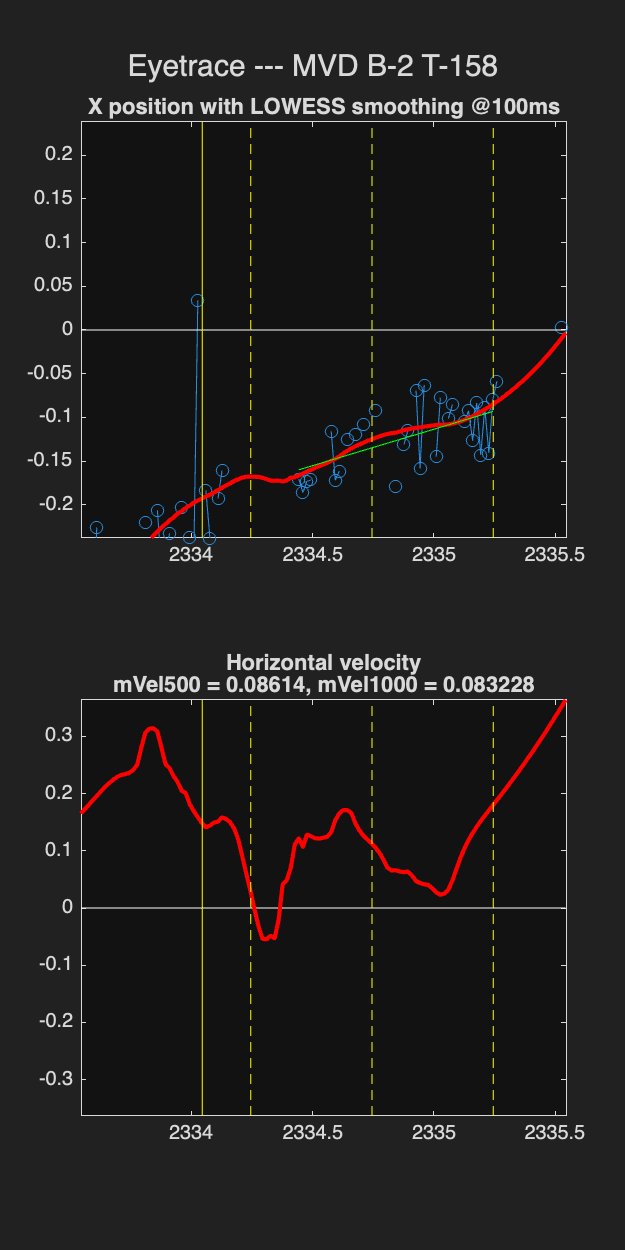 Eyetrace --- MVD B-2 T-158
X position with LOWESS smoothing @100ms
0.2
0.15
0.1
0.05
0
-0.05
-0.1
-0.15
-0.2
2334 2334.5 2335 2335.5
Horizontal velocity
mVel500 = 0.08614, mVel1000 = 0.083228
0.3
0.2
0.1
0
-0.1
-0.2
-0.3
2334 2334.5 2335 2335.5